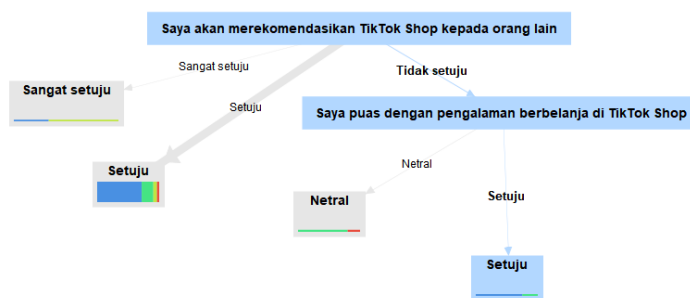 Saya akan merekomendasikan TikTok Shop kepada orang lain
Sangat setuju
Tidak setuju
Sangat setuju
Setuju
Saya puas dengan pengalaman berbelanja di TikTok Shop
Setuju
Netral
Netral
Setuju
Setuju